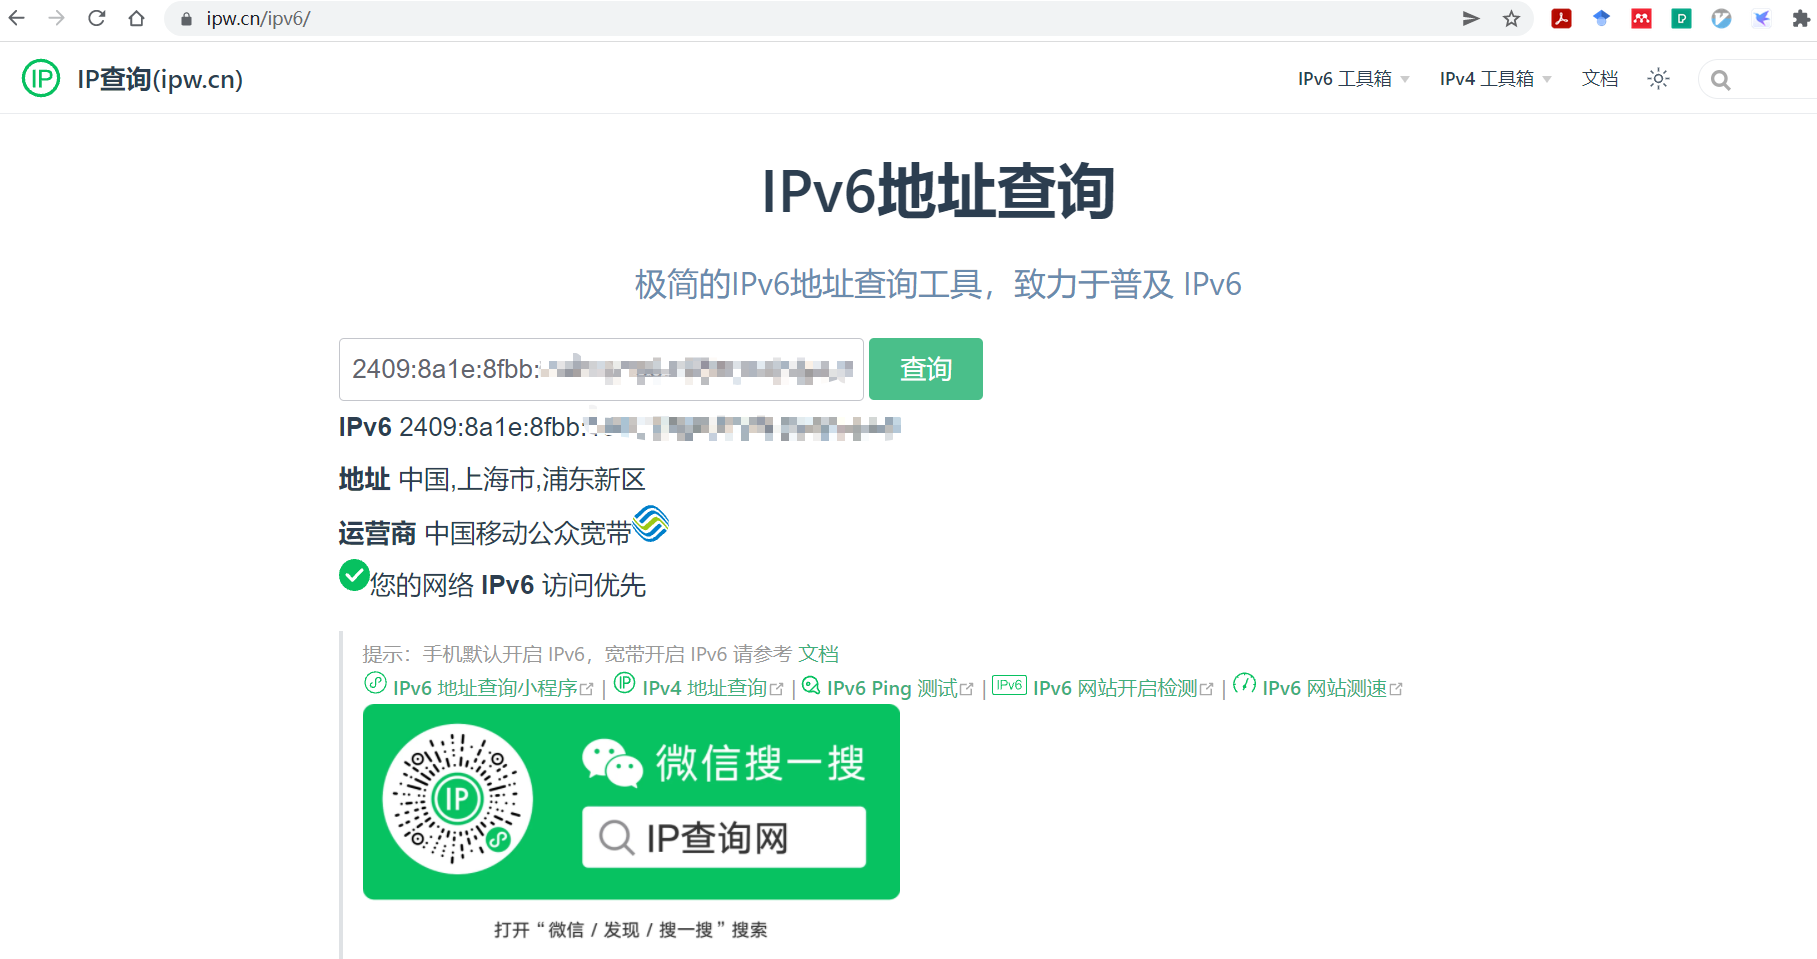 ipw.cn/ipv6/
IP IP查询(ipw.cn)
IPv6 工具箱 IPv4 工具箱 文档
IPv6地址查询
极简的IPv6地址查询工具，致力于普及 IPv6
2409:8a1e:8fbb:
查询
IPv6 2409:8a1e:8fbb:
地址 中国,上海市,浦东新区
运营商 中国移动公众宽带
您的网络 IPv6 访问优先
提示：手机默认开启 IPv6，宽带开启 IPv6 请参考 文档
IPv6 地址查询小程序 | IP IPv4 地址查询 | IPv6 Ping 测试 | IPv6 IPv6 网站开启检测 | IPv6 网站测速
IP
微信搜一搜
IP查询网
打开“微信 / 发现 / 搜一搜”搜索